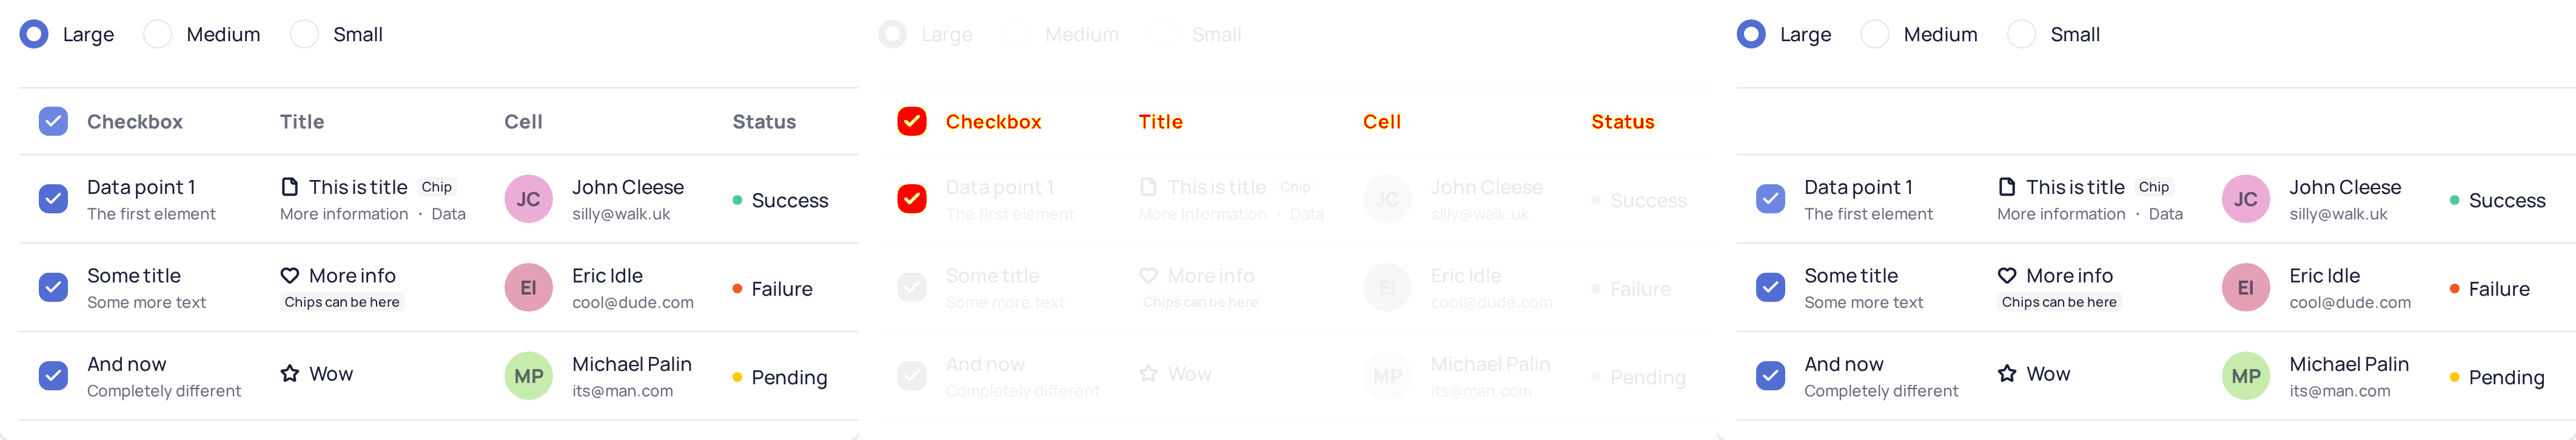 Large Medium Small
Checkbox Title Cell Status
Data point 1 This is title Chip John Cleese Success
The first element More information · Data silly@walk.uk
JC
Some title More info Eric Idle Failure
Some more text Chips can be here cool@dude.com
EI
And now Wow Michael Palin Pending
Completely different its@man.com
MP
Large Medium Small
Checkbox Title Cell Status
Data point 1 This is title Chip John Cleese Success
The first element More information · Data silly@walk.uk
JC
Some title More info Eric Idle Failure
Some more text Chips can be here cool@dude.com
EI
And now Wow Michael Palin Pending
Completely different its@man.com
MP
Large Medium Small
Data point 1 This is title Chip John Cleese Success
The first element More information · Data silly@walk.uk
JC
Some title More info Eric Idle Failure
Some more text Chips can be here cool@dude.com
EI
And now Wow Michael Palin Pending
Completely different its@man.com
MP